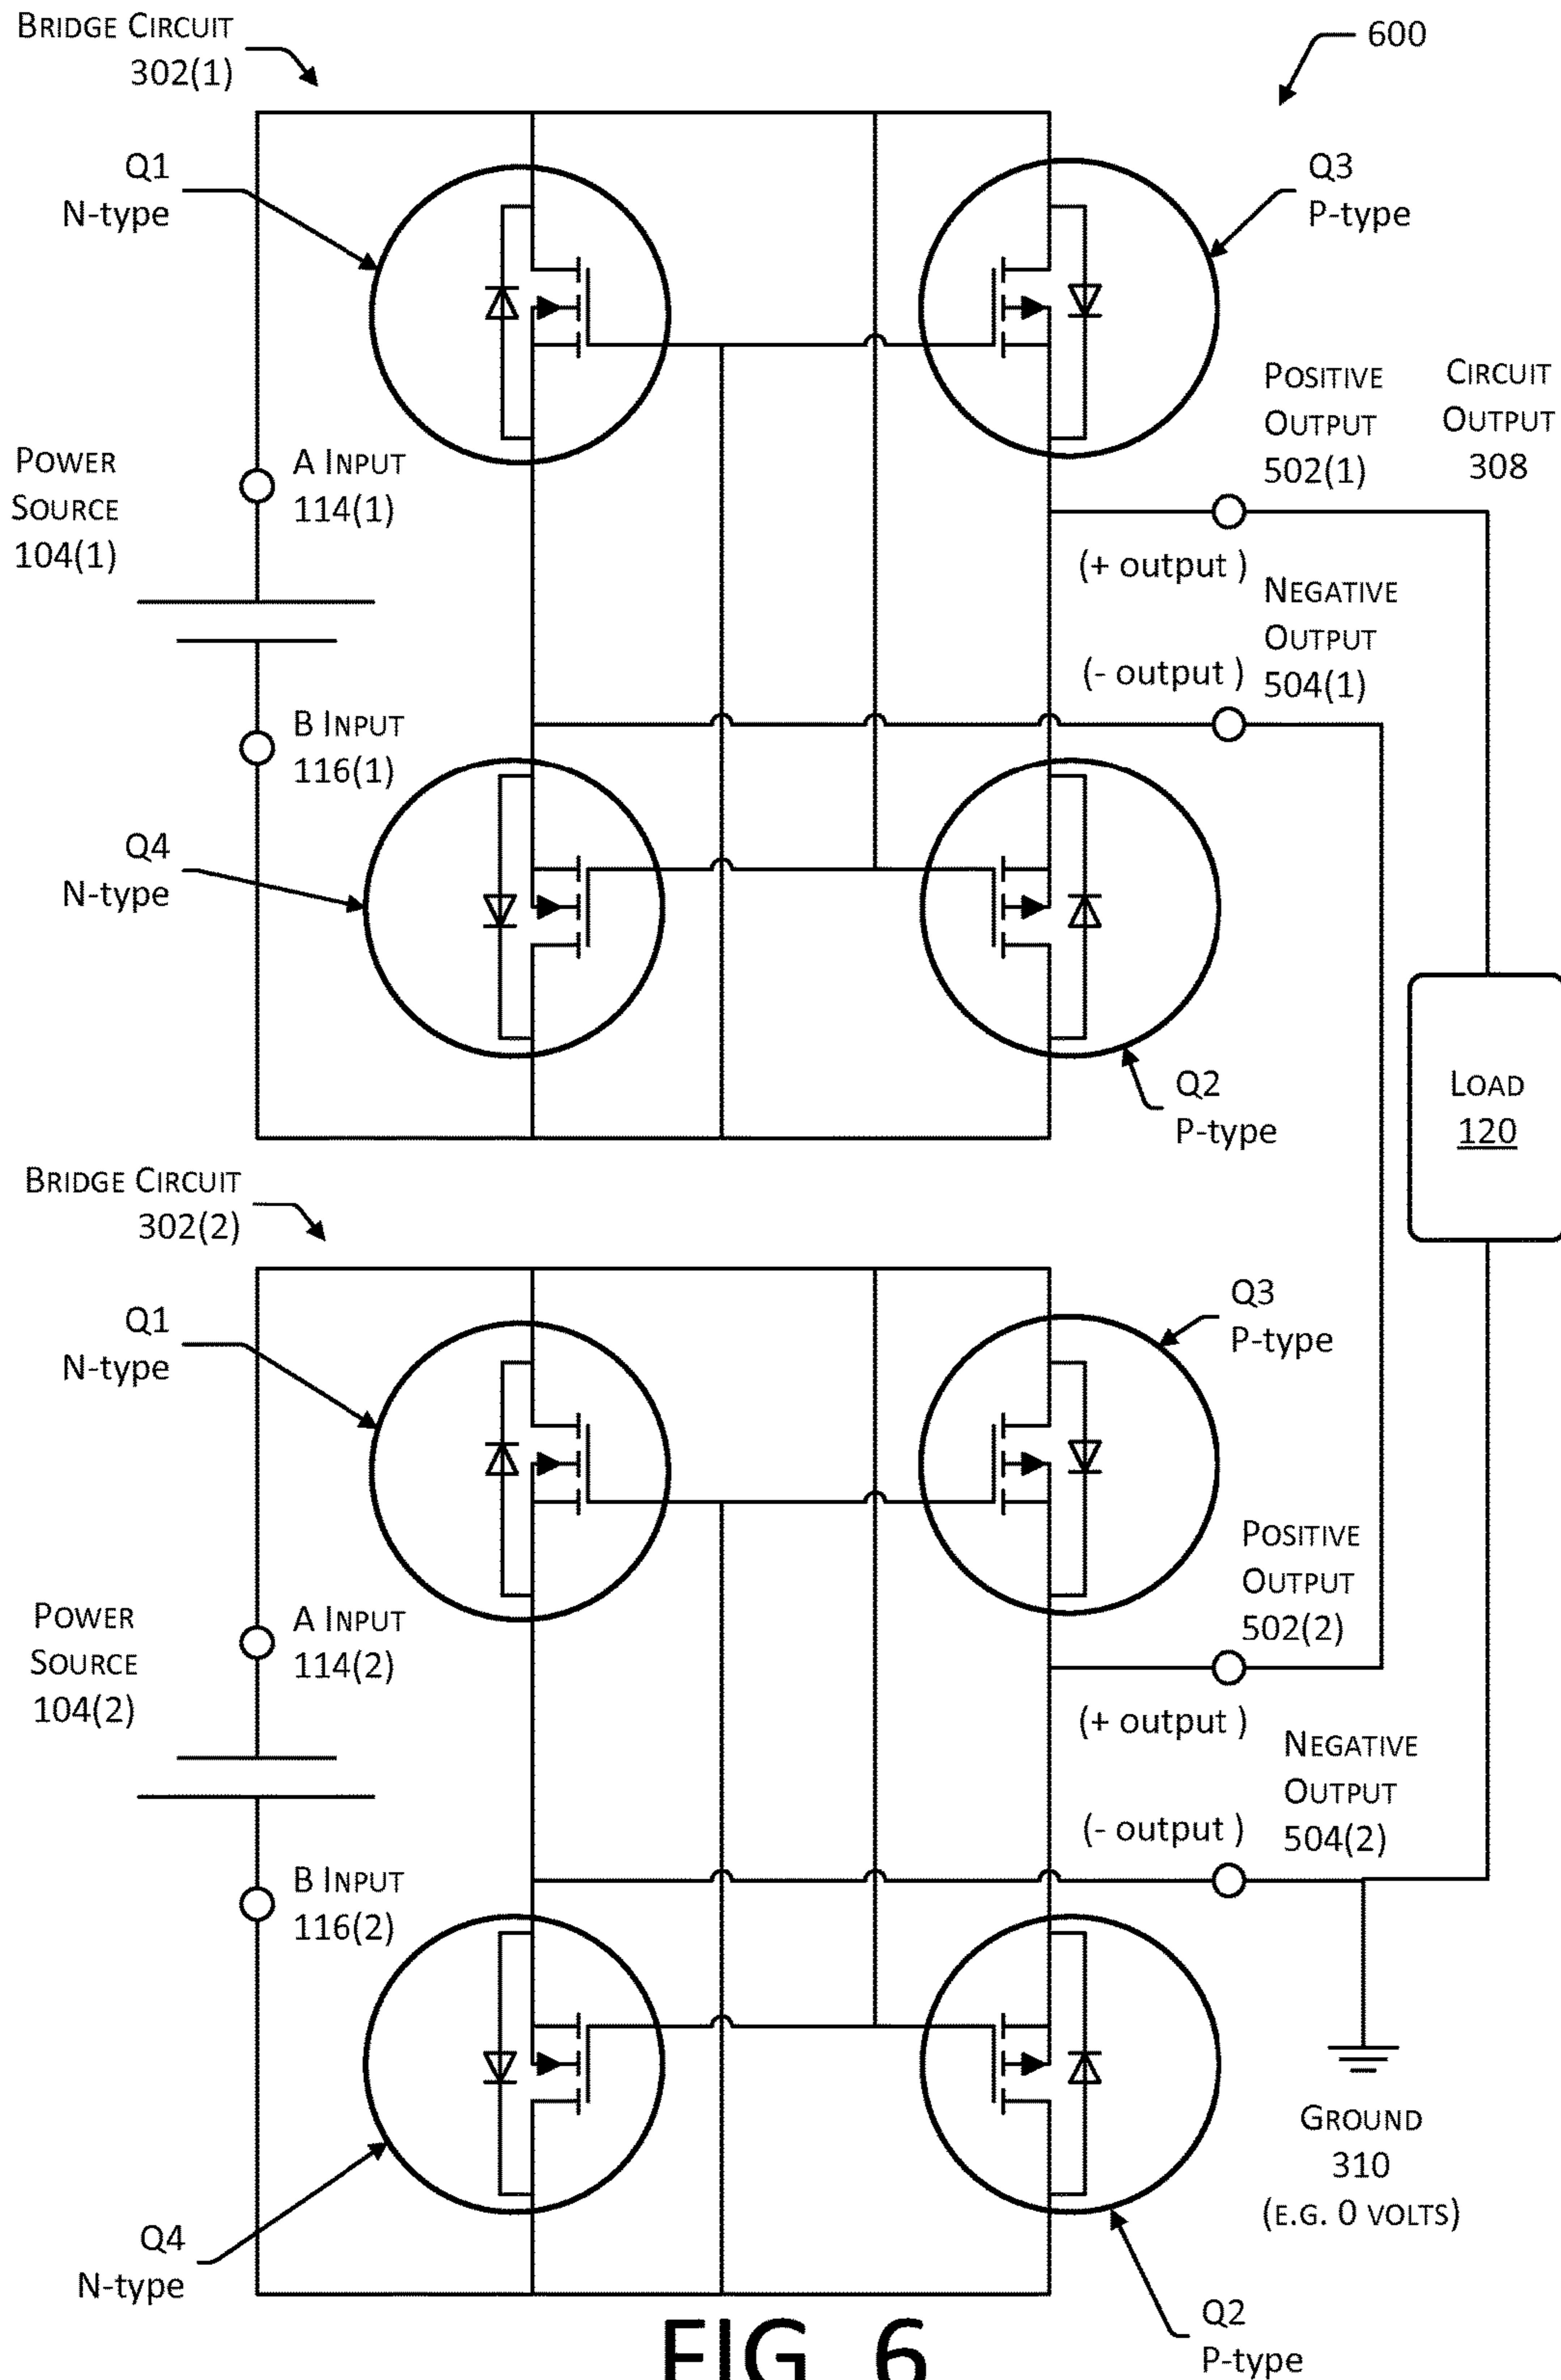 BRIDGE CIRCUIT
302(1)
600
Q1
N-type
Q3
P-type
POSITIVE
OUTPUT
502(1)
CIRCUIT
OUTPUT
308
POWER
SOURCE
104(1)
A INPUT
114(1)
(+ output )
NEGATIVE
OUTPUT
504(1)
(- output )
B INPUT
116(1)
Q4
N-type
Q2
P-type
LOAD
120
BRIDGE CIRCUIT
302(2)
Q1
N-type
Q3
P-type
POSITIVE
OUTPUT
502(2)
POWER
SOURCE
104(2)
A INPUT
114(2)
(+ output )
NEGATIVE
OUTPUT
504(2)
(- output )
B INPUT
116(2)
GROUND
310
(E.G. 0 VOLTS)
Q4
N-type
Q2
P-type
FIG. 6